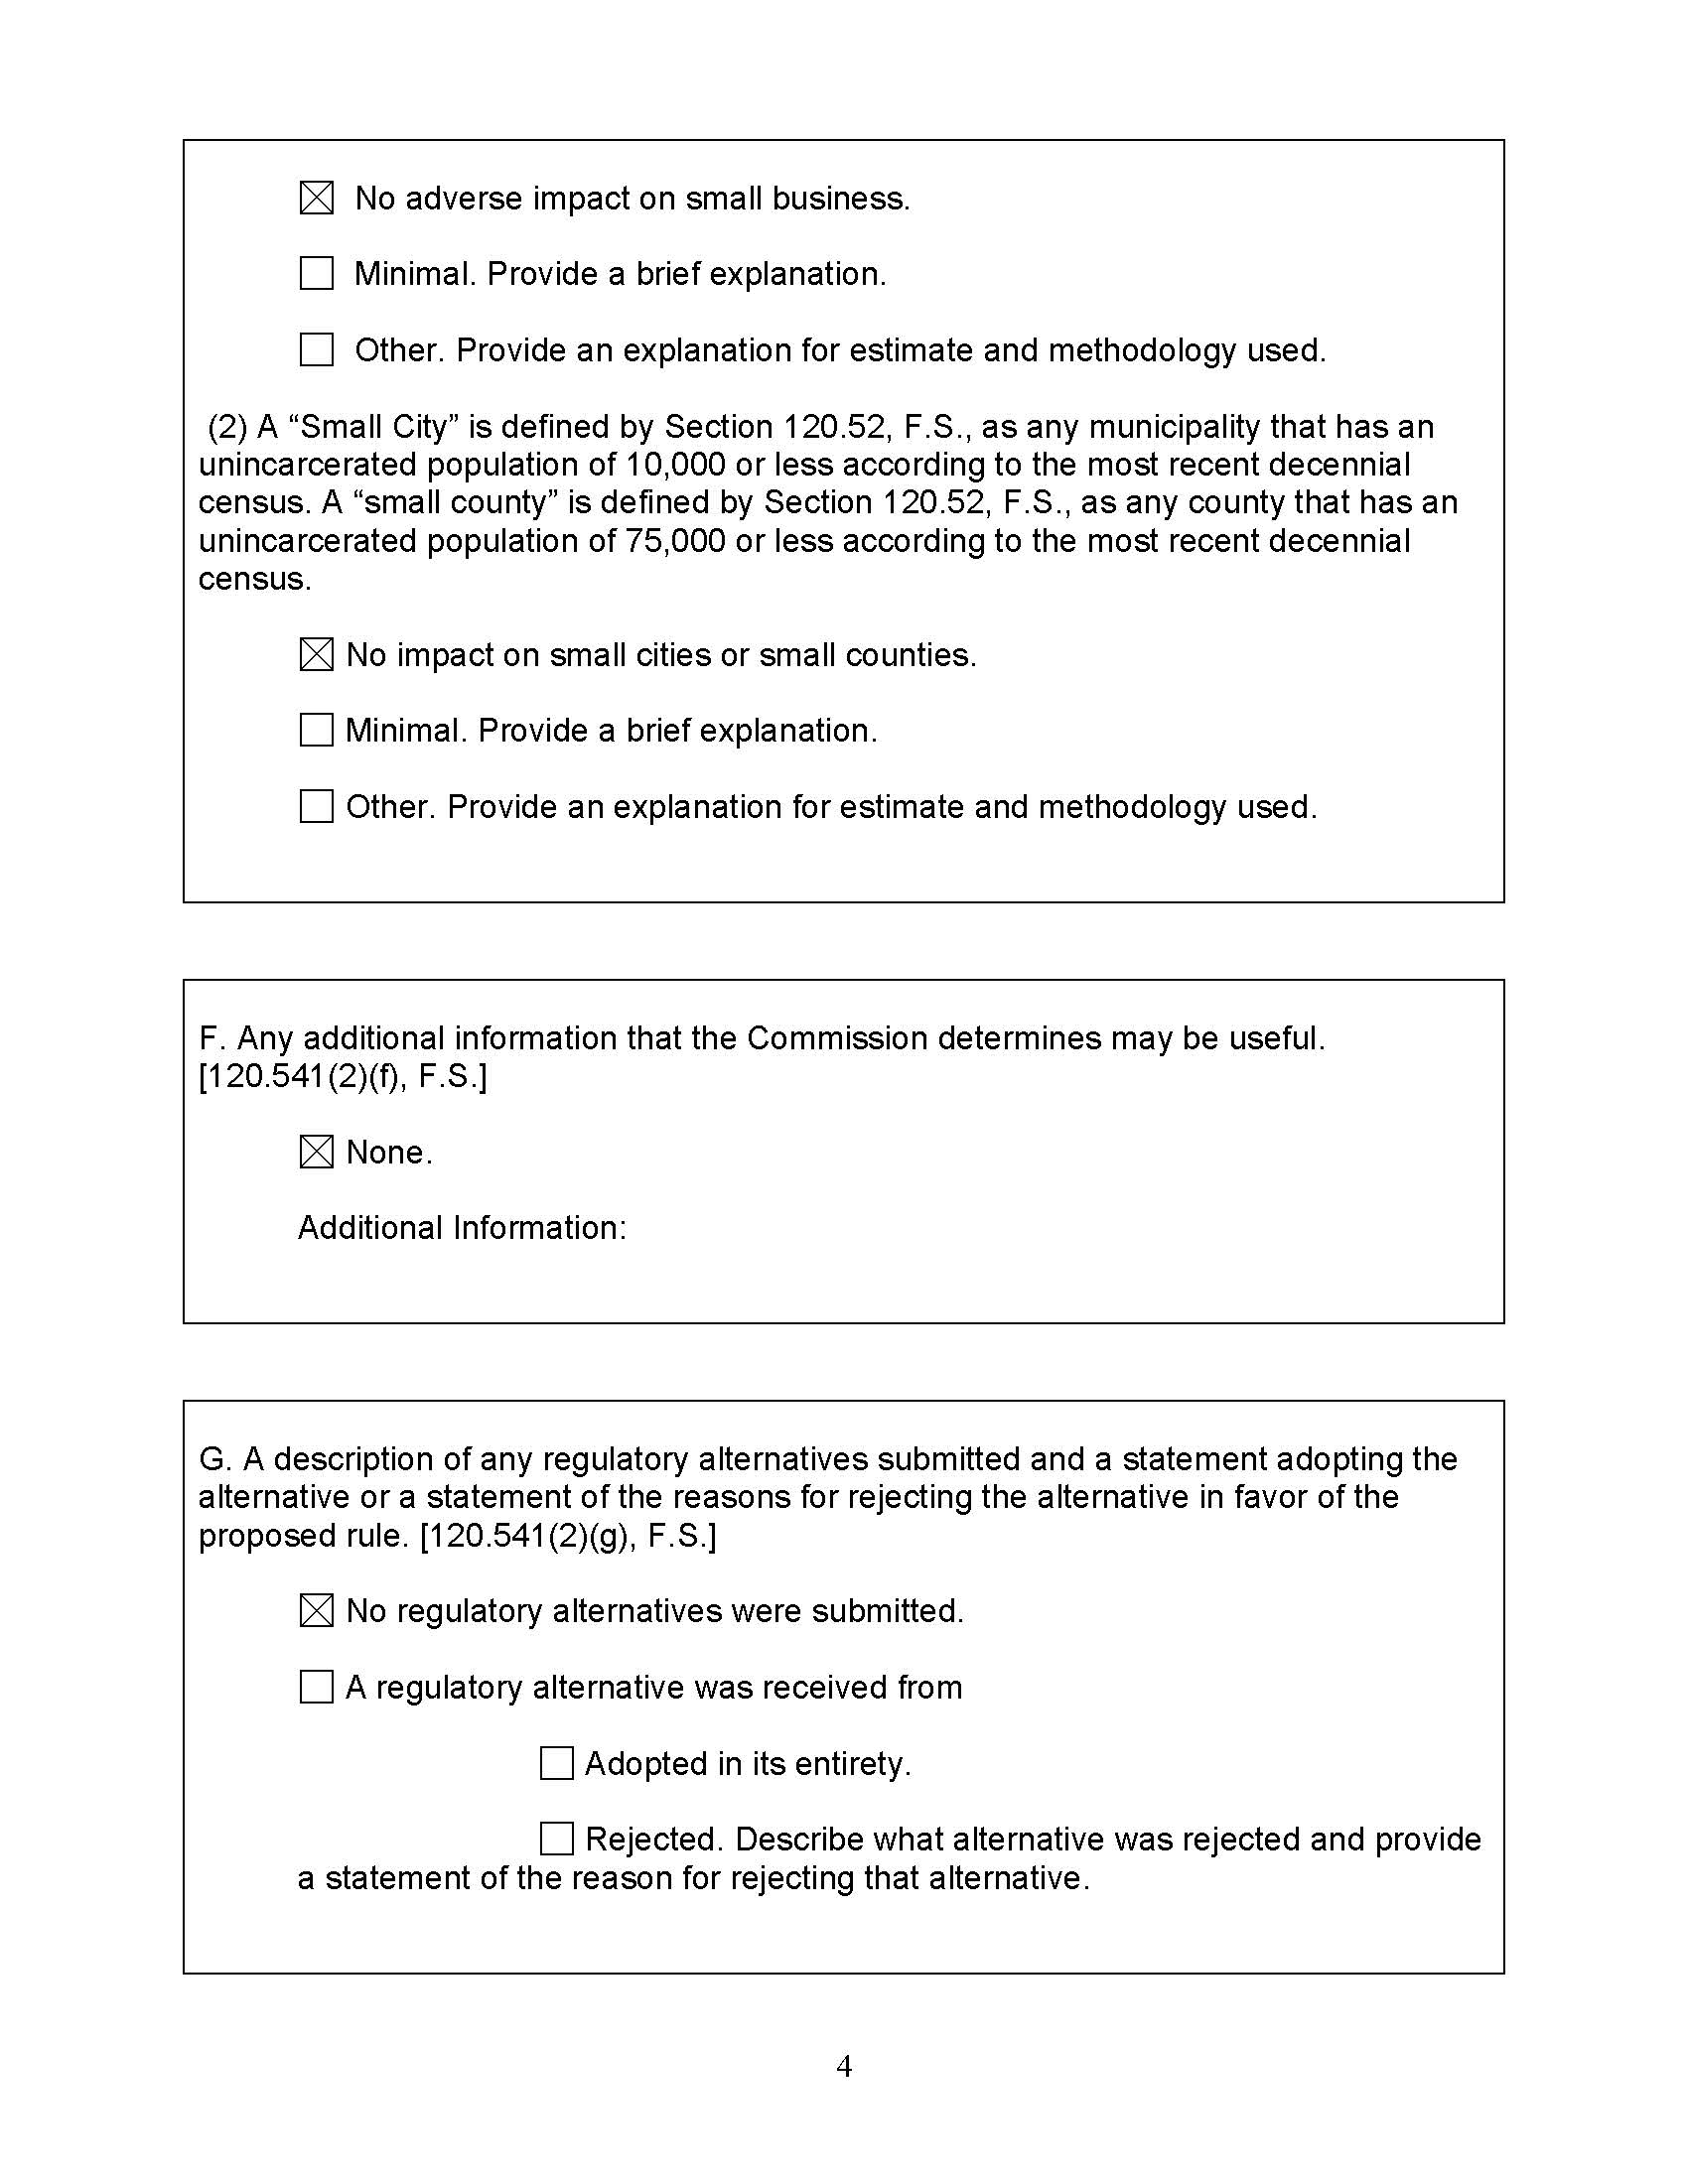 ☒ No adverse impact on small business.
☐ Minimal. Provide a brief explanation.
☐ Other. Provide an explanation for estimate and methodology used.
(2) A “Small City” is defined by Section 120.52, F.S., as any municipality that has an
unincarcerated population of 10,000 or less according to the most recent decennial
census. A “small county” is defined by Section 120.52, F.S., as any county that has an
unincarcerated population of 75,000 or less according to the most recent decennial
census.
☒ No impact on small cities or small counties.
☐ Minimal. Provide a brief explanation.
☐ Other. Provide an explanation for estimate and methodology used.
F. Any additional information that the Commission determines may be useful.
[120.541(2)(f), F.S.]
☒ None.
Additional Information:
G. A description of any regulatory alternatives submitted and a statement adopting the
alternative or a statement of the reasons for rejecting the alternative in favor of the
proposed rule. [120.541(2)(g), F.S.]
☒ No regulatory alternatives were submitted.
☐ A regulatory alternative was received from
☐ Adopted in its entirety.
☐ Rejected. Describe what alternative was rejected and provide
a statement of the reason for rejecting that alternative.
4